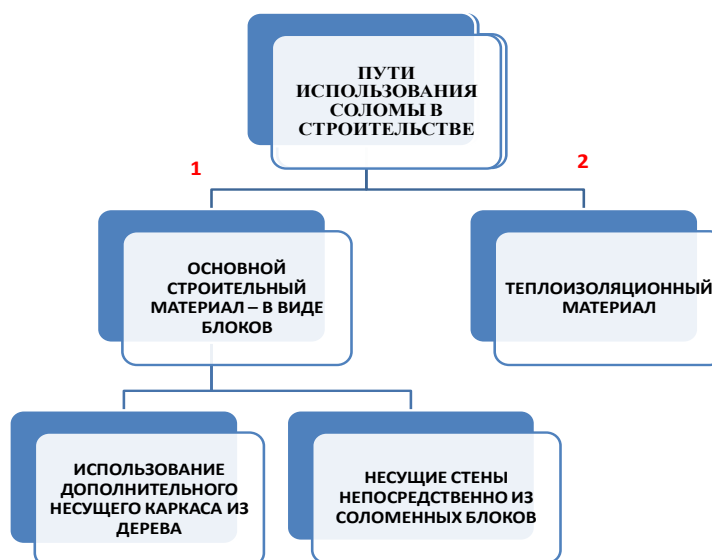 ПУТИ
ИСПОЛЬЗОВАНИЯ
СОЛОМЫ В
СТРОИТЕЛЬСТВЕ
1
2
ОСНОВНОЙ
СТРОИТЕЛЬНЫЙ
МАТЕРИАЛ – В ВИДЕ
БЛОКОВ
ТЕПЛОИЗОЛЯЦИОННЫЙ
МАТЕРИАЛ
ИСПОЛЬЗОВАНИЕ
ДОПОЛНИТЕЛЬНОГО
НЕСУЩЕГО КАРКАСА ИЗ
ДЕРЕВА
НЕСУЩИЕ СТЕНЫ
НЕПОСРЕДСТВЕННО ИЗ
СОЛОМЕННЫХ БЛОКОВ